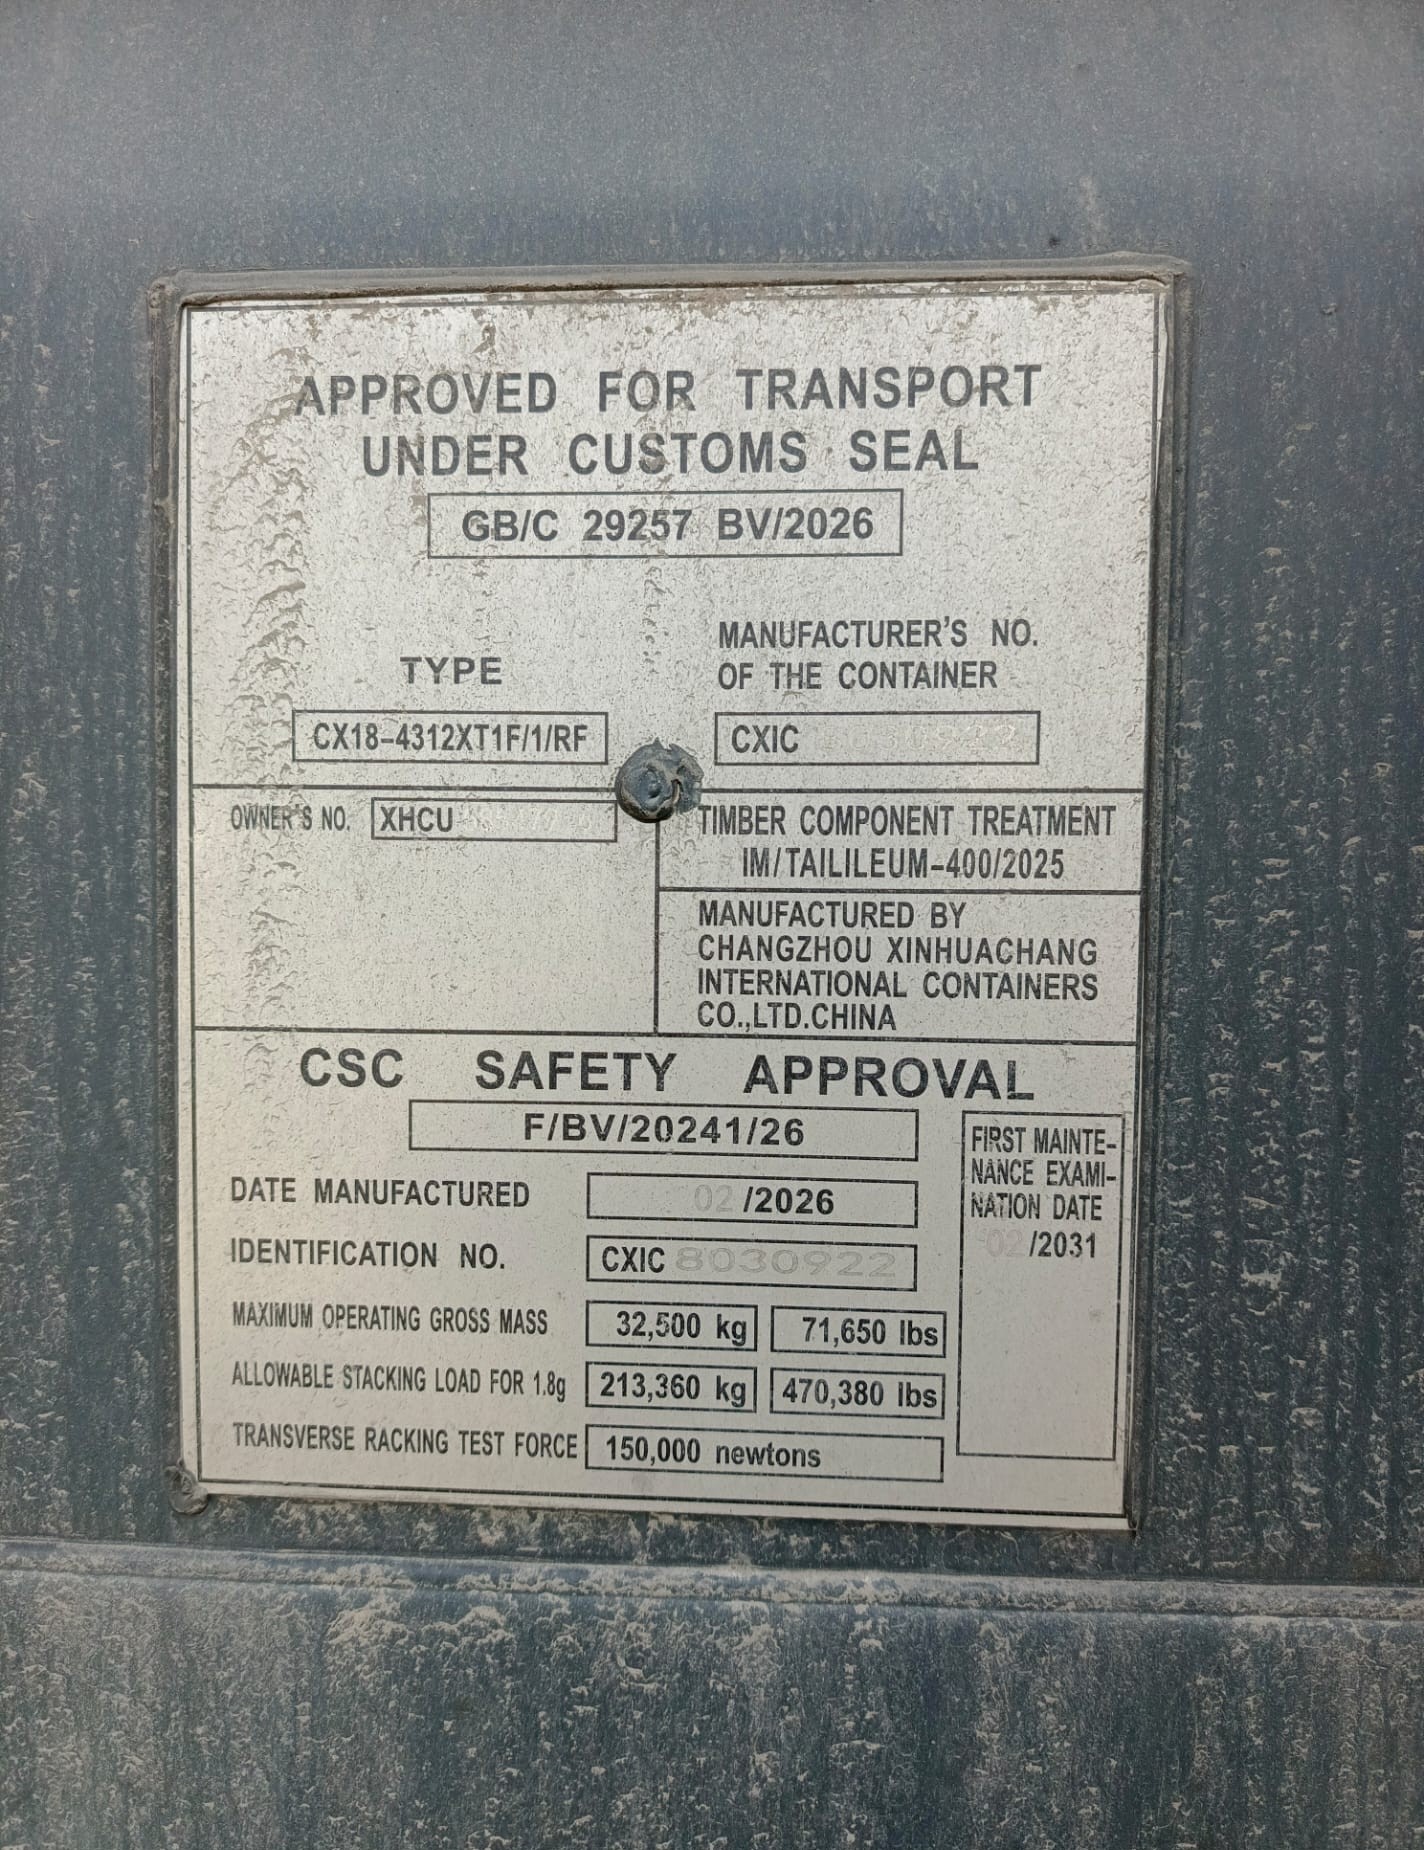 APPROVED FOR TRANSPORT
UNDER CUSTOMS SEAL
GB/C 29257 BV/2026
TYPE
MANUFACTURER'S NO.
OF THE CONTAINER
CX18-4312XT1F/1/RF
CXIC
OWNER'S NO. XHCU
TIMBER COMPONENT TREATMENT
IM/TAILILEUM-400/2025
MANUFACTURED BY
CHANGZHOU XINHUACHANG
INTERNATIONAL CONTAINERS
CO.,LTD.CHINA
CSC SAFETY APPROVAL
F/BV/20241/26
FIRST MAINTE-
NANCE EXAMI-
NATION DATE
02/2031
DATE MANUFACTURED 02/2026
IDENTIFICATION NO. CXIC 8030922
MAXIMUM OPERATING GROSS MASS 32,500 kg 71,650 lbs
ALLOWABLE STACKING LOAD FOR 1.8g 213,360 kg 470,380 lbs
TRANSVERSE RACKING TEST FORCE 150,000 newtons